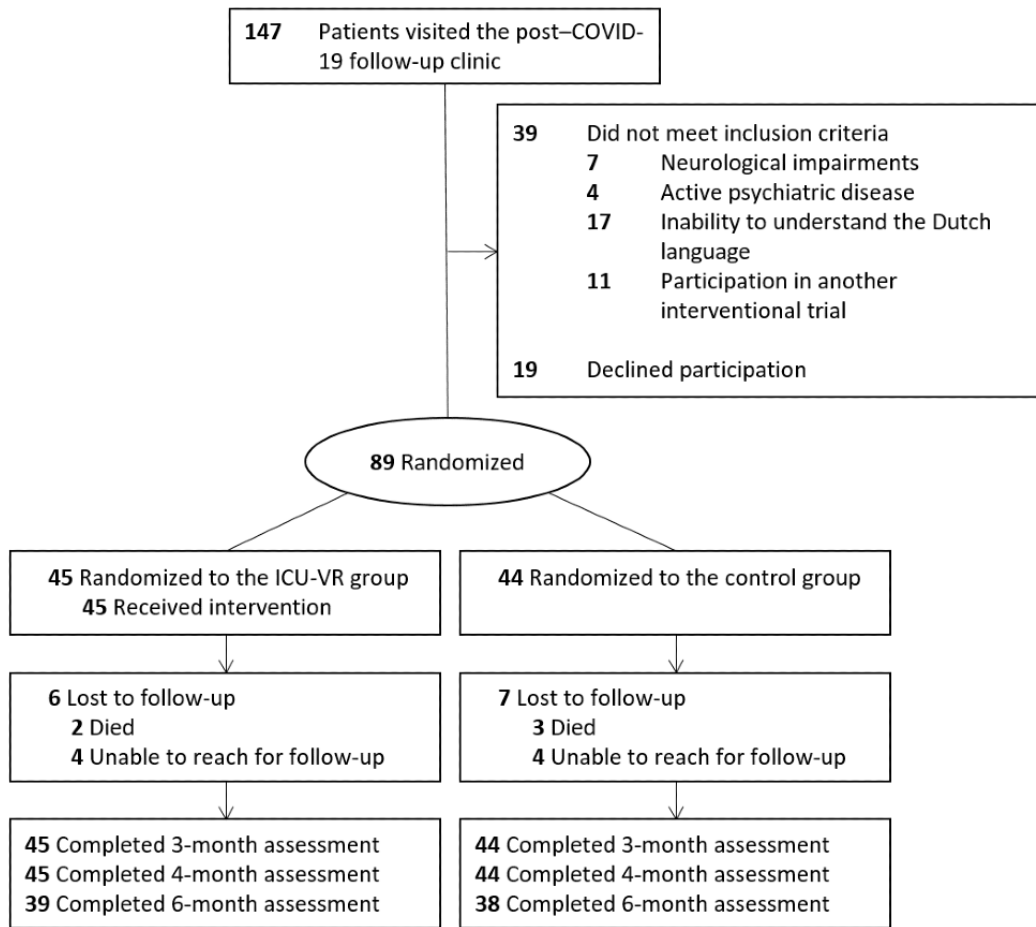 147 Patients visited the post–COVID-
19 follow-up clinic
39 Did not meet inclusion criteria
7 Neurological impairments
4 Active psychiatric disease
17 Inability to understand the Dutch
language
11 Participation in another
interventional trial
19 Declined participation
89 Randomized
45 Randomized to the ICU-VR group
45 Received intervention
44 Randomized to the control group
6 Lost to follow-up
2 Died
4 Unable to reach for follow-up
7 Lost to follow-up
3 Died
4 Unable to reach for follow-up
45 Completed 3-month assessment
45 Completed 4-month assessment
39 Completed 6-month assessment
44 Completed 3-month assessment
44 Completed 4-month assessment
38 Completed 6-month assessment